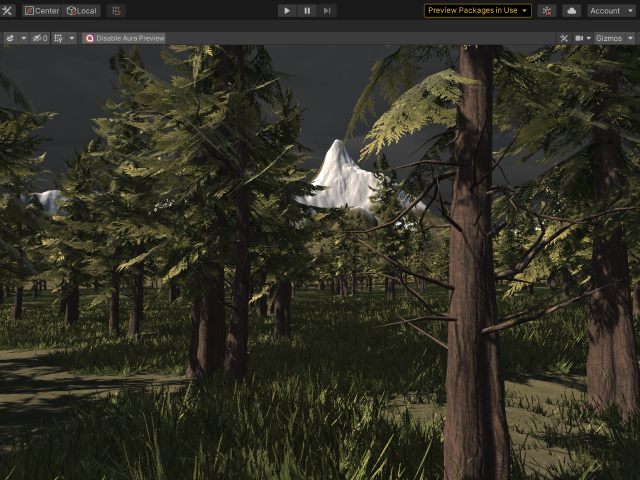 Center Local Preview Packages in Use Account
0 Disable Aura Preview Gizmos